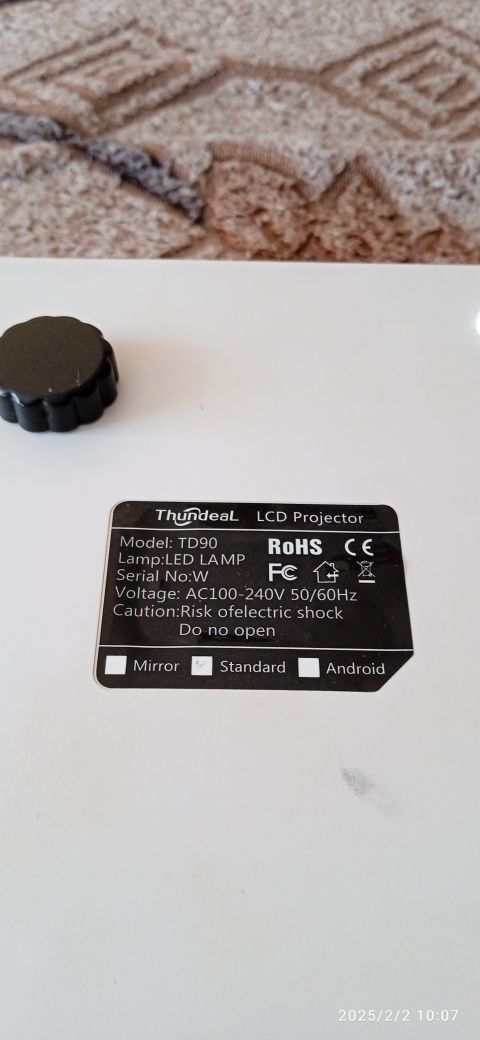 ThundeaL LCD Projector
Model: TD90
RoHS CE
Lamp:LED LAMP
FC
Serial No:W
Voltage: AC100-240V 50/60Hz
Caution:Risk ofelectric shock
Do no open
Mirror Standard Android
2025/2/2 10:07